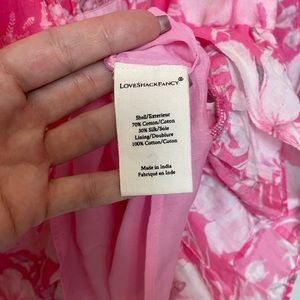 LOVESHACKFANCY®
Shell/Exterieur
70% Cotton/Coton
30% Silk/Soie
Lining/Doublure
100% Cotton/Coton
Made in India
Fabriqué en Inde